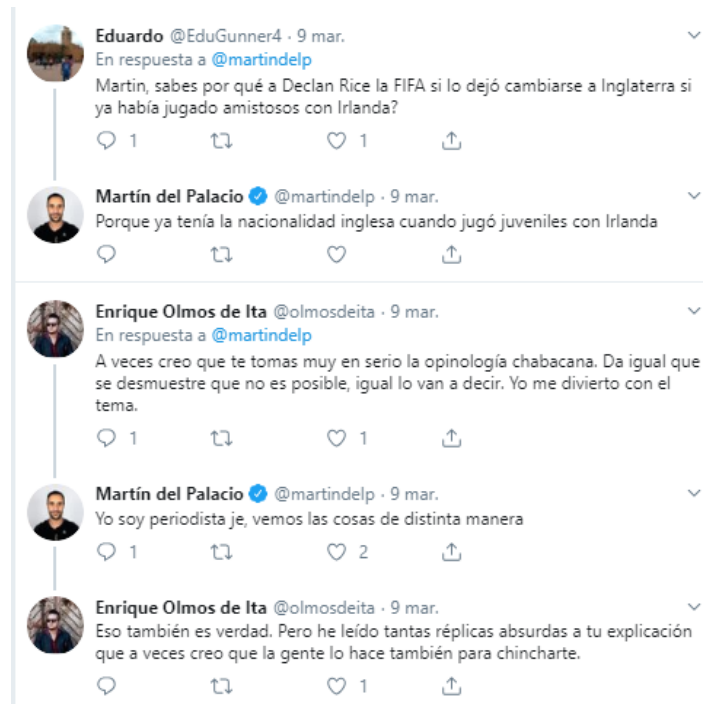 Eduardo @EduGunner4 · 9 mar.
En respuesta a @martindelp
Martin, sabes por qué a Declan Rice la FIFA si lo dejó cambiarse a Inglaterra si
ya había jugado amistosos con Irlanda?
1 1
Martín del Palacio @martindelp · 9 mar.
Porque ya tenía la nacionalidad inglesa cuando jugó juveniles con Irlanda
Enrique Olmos de Ita @olmosdeita · 9 mar.
En respuesta a @martindelp
A veces creo que te tomas muy en serio la opinología chabacana. Da igual que
se desmuestre que no es posible, igual lo van a decir. Yo me divierto con el
tema.
1 1
Martín del Palacio @martindelp · 9 mar.
Yo soy periodista je, vemos las cosas de distinta manera
1 2
Enrique Olmos de Ita @olmosdeita · 9 mar.
Eso también es verdad. Pero he leído tantas réplicas absurdas a tu explicación
que a veces creo que la gente lo hace también para chincharte.
1